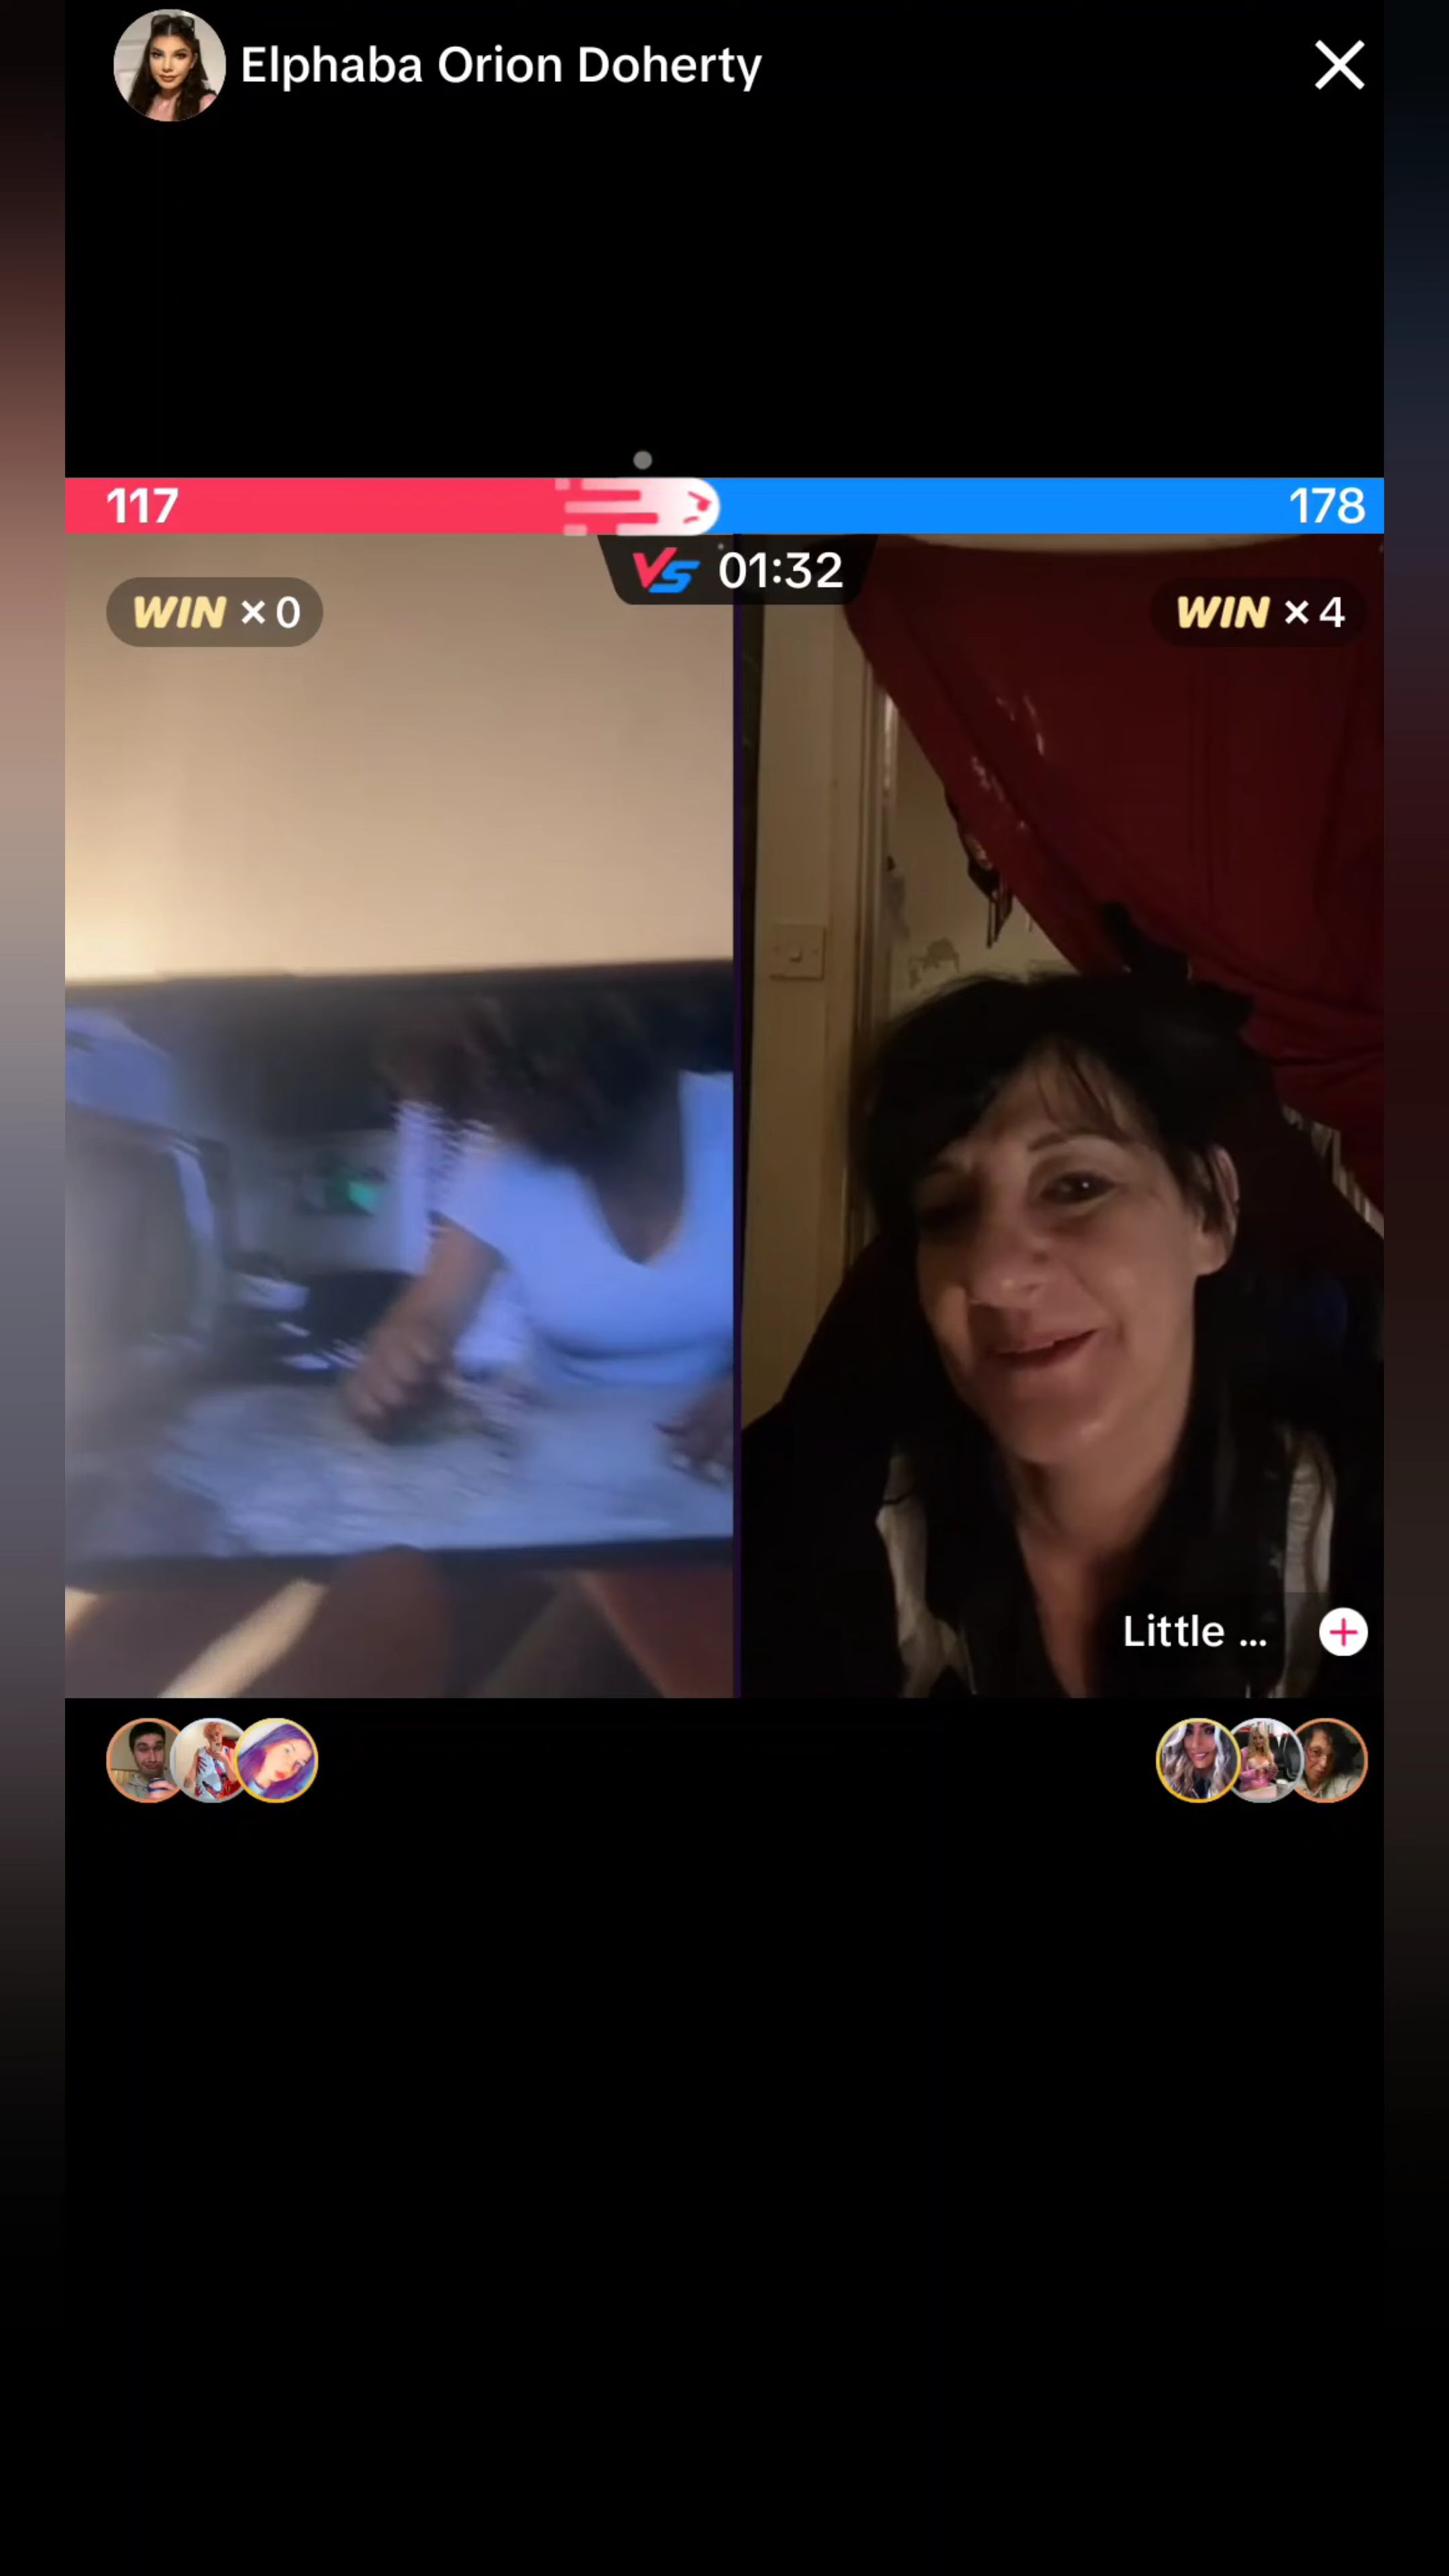 Elphaba Orion Doherty
117
178
VS 01:32
WIN × 0
WIN × 4
Little ...